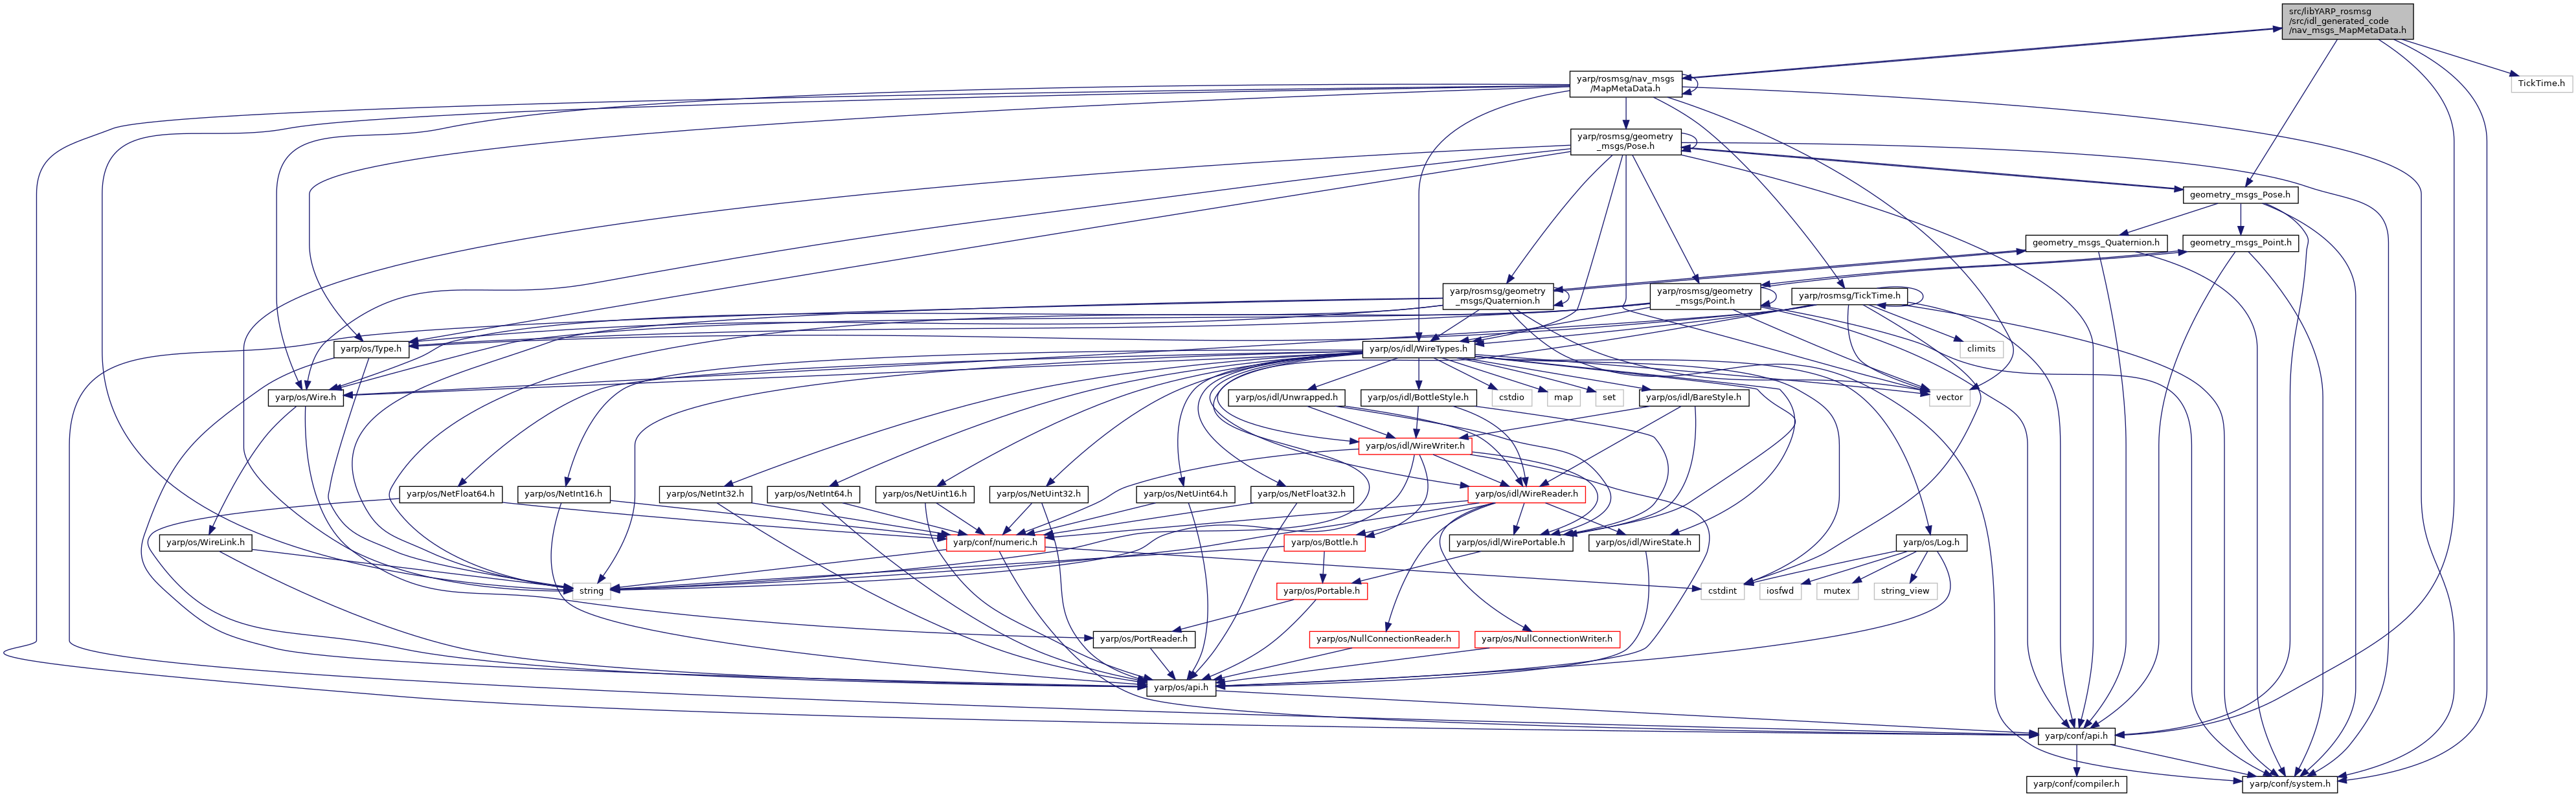 src/libYARP_rosmsg
/src/idl_generated_code
/nav_msgs_MapMetaData.h
yarp/rosmsg/nav_msgs
/MapMetaData.h
TickTime.h
yarp/rosmsg/geometry
_msgs/Pose.h
geometry_msgs_Pose.h
geometry_msgs_Quaternion.h
geometry_msgs_Point.h
yarp/rosmsg/geometry
_msgs/Quaternion.h
yarp/rosmsg/geometry
_msgs/Point.h
yarp/rosmsg/TickTime.h
yarp/os/Type.h
yarp/os/idl/WireTypes.h
climits
yarp/os/Wire.h
yarp/os/idl/Unwrapped.h
yarp/os/idl/BottleStyle.h
cstdio
map
set
yarp/os/idl/BareStyle.h
vector
yarp/os/idl/WireWriter.h
yarp/os/NetFloat64.h
yarp/os/NetInt16.h
yarp/os/NetInt32.h
yarp/os/NetInt64.h
yarp/os/NetUint16.h
yarp/os/NetUint32.h
yarp/os/NetUint64.h
yarp/os/NetFloat32.h
yarp/os/idl/WireReader.h
yarp/os/WireLink.h
yarp/conf/numeric.h
yarp/os/Bottle.h
yarp/os/idl/WirePortable.h
yarp/os/idl/WireState.h
yarp/os/Log.h
string
yarp/os/Portable.h
cstdint
iosfwd
mutex
string_view
yarp/os/PortReader.h
yarp/os/NullConnectionReader.h
yarp/os/NullConnectionWriter.h
yarp/os/api.h
yarp/conf/api.h
yarp/conf/compiler.h
yarp/conf/system.h